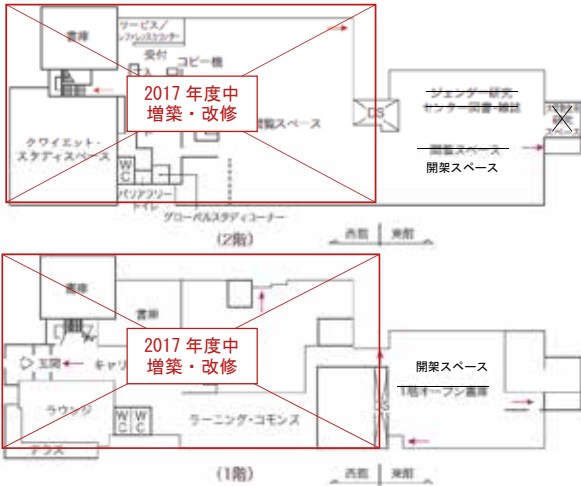 書庫
サービス／
レファレンスカウンター
受付
コピー機
2017 年度中
増築・改修
閲覧スペース
クワイエット・
スタディスペース
WC
バリアフリー
トイレ
グローバルスタディコーナー
DS
ジェンダー研究
センター図書・雑誌
閲覧スペース
開架スペース
スペース
(2階)
西館
東館
書庫
書庫
玄関
キャリ
2017 年度中
増築・改修
ラウンジ
WC
WC
ラーニング・コモンズ
テラス
DS
開架スペース
1階オープン書庫
(1階)
西館
東館